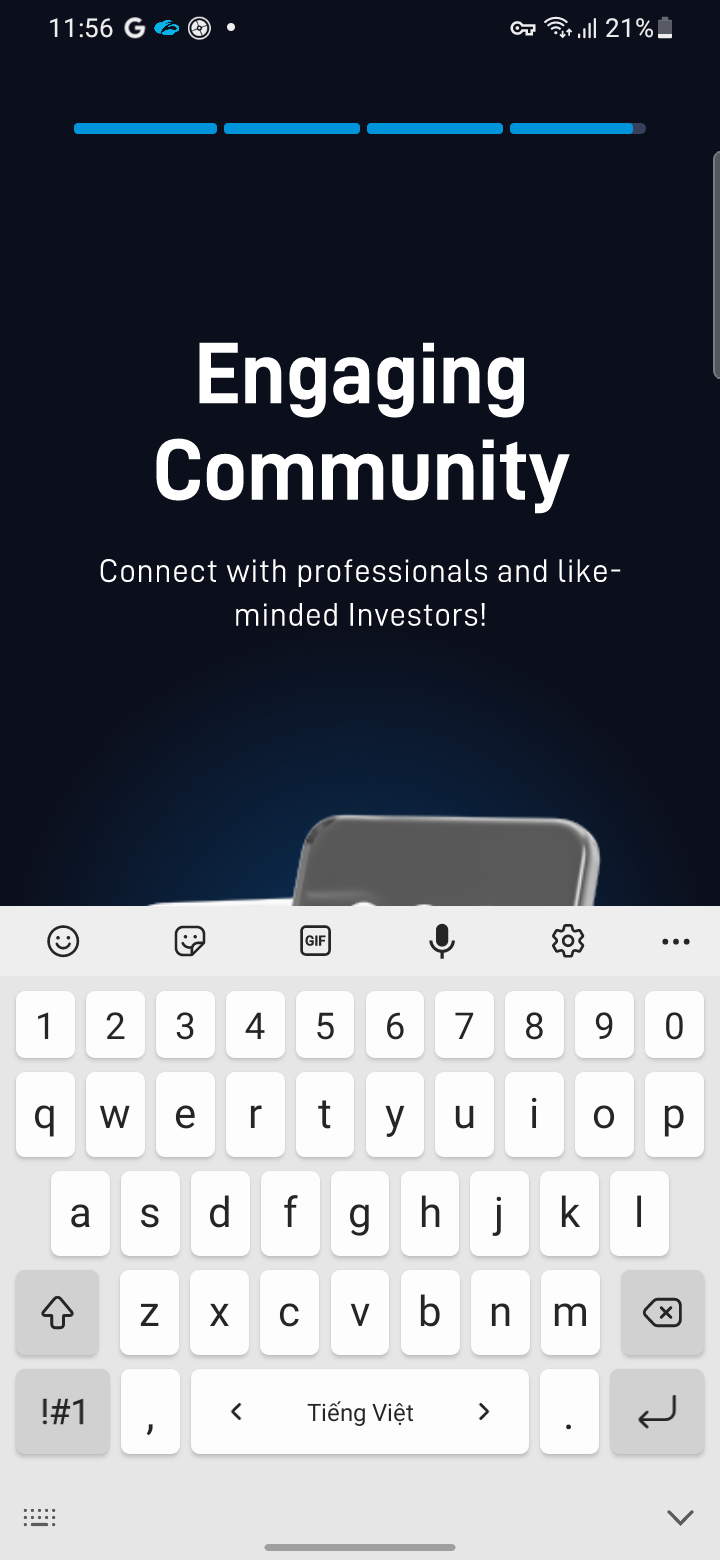 11:56 G 21%
Engaging
Community
Connect with professionals and like-
minded Investors!
GIF
1 2 3 4 5 6 7 8 9 0
q w e r t y u i o p
a s d f g h j k l
z x c v b n m
!#1 , < Tiếng Việt > .